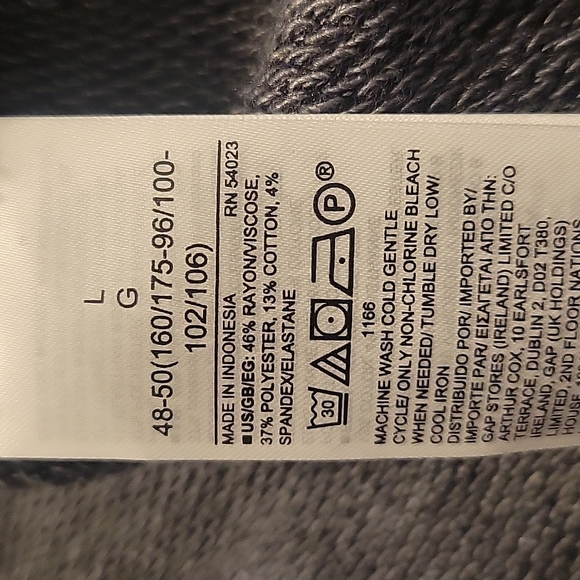 L
G
48-50(160/175-96/100-
102/106)
MADE IN INDONESIA RN 54023
■US/GB/EG: 46% RAYON/VISCOSE,
37% POLYESTER, 13% COTTON, 4%
SPANDEX/ELASTANE
30 P®
1166
MACHINE WASH COLD GENTLE
CYCLE/ ONLY NON-CHLORINE BLEACH
WHEN NEEDED/ TUMBLE DRY LOW/
COOL IRON
DISTRIBUIDO POR/ IMPORTED BY/
IMPORTE PAR/ ΕΙΣΑΓΕΤΑΙ ΑΠΟ ΤΗΝ:
GAP STORES (IRELAND) LIMITED C/O
ARTHUR COX, 10 EARLSFORT
TERRACE, DUBLIN 2, D02 T380,
IRELAND, GAP (UK HOLDINGS)
LIMITED, 2ND FLOOR NATIONS